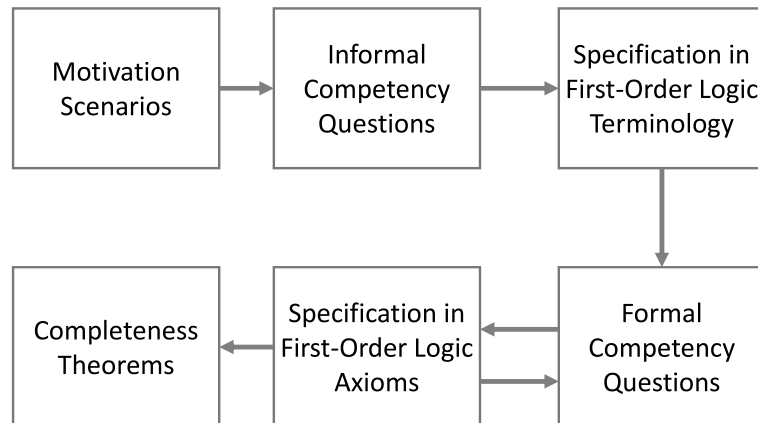 Motivation
Scenarios
Informal
Competency
Questions
Specification in
First-Order Logic
Terminology
Completeness
Theorems
Specification in
First-Order Logic
Axioms
Formal
Competency
Questions